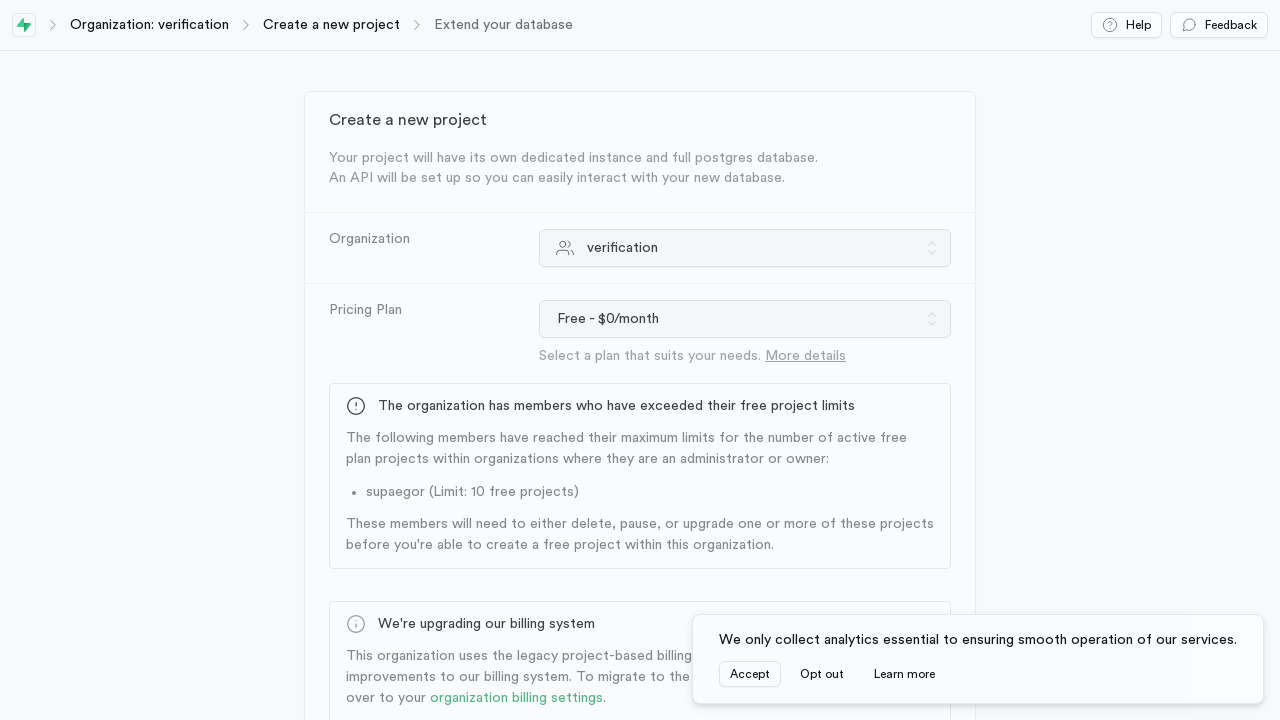 Organization: verification
Create a new project
Extend your database
Help
Feedback
Create a new project
Your project will have its own dedicated instance and full postgres database.
An API will be set up so you can easily interact with your new database.
Organization
verification
Pricing Plan
Free - $0/month
Select a plan that suits your needs. More details
The organization has members who have exceeded their free project limits
The following members have reached their maximum limits for the number of active free
plan projects within organizations where they are an administrator or owner:
• supaegor (Limit: 10 free projects)
These members will need to either delete, pause, or upgrade one or more of these projects
before you're able to create a free project within this organization.
We're upgrading our billing system
This organization uses the legacy project-based billing
improvements to our billing system. To migrate to the
over to your organization billing settings.
We only collect analytics essential to ensuring smooth operation of our services.
Accept
Opt out
Learn more